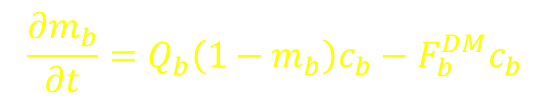 ∂m_b/∂t = Q_b(1 − m_b)c_b − F_b^{DM} c_b